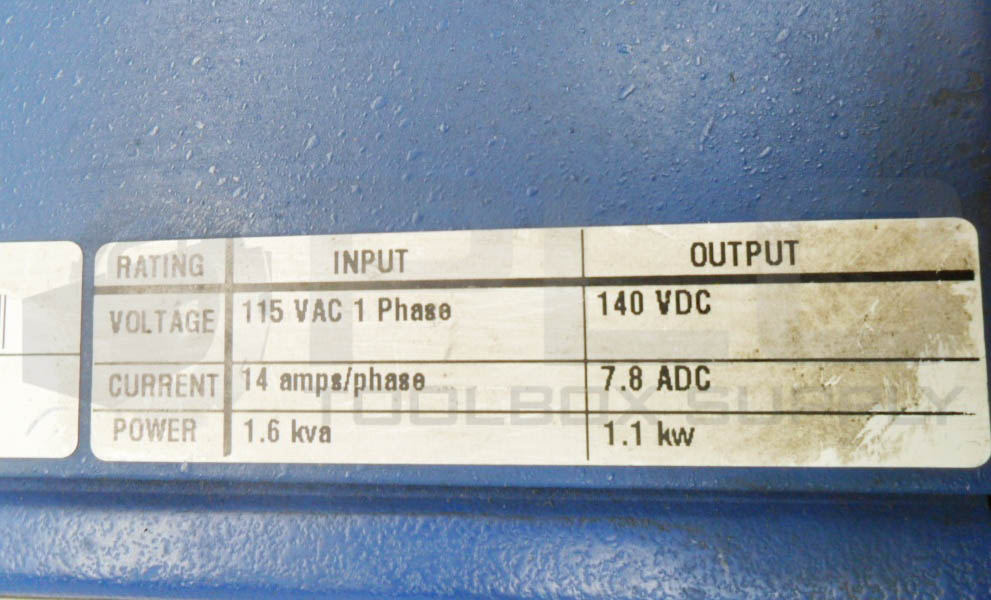 RATING INPUT OUTPUT
VOLTAGE 115 VAC 1 Phase 140 VDC
CURRENT 14 amps/phase 7.8 ADC
POWER 1.6 kva 1.1 kw
PLC
TOOLBOX SUPPLY